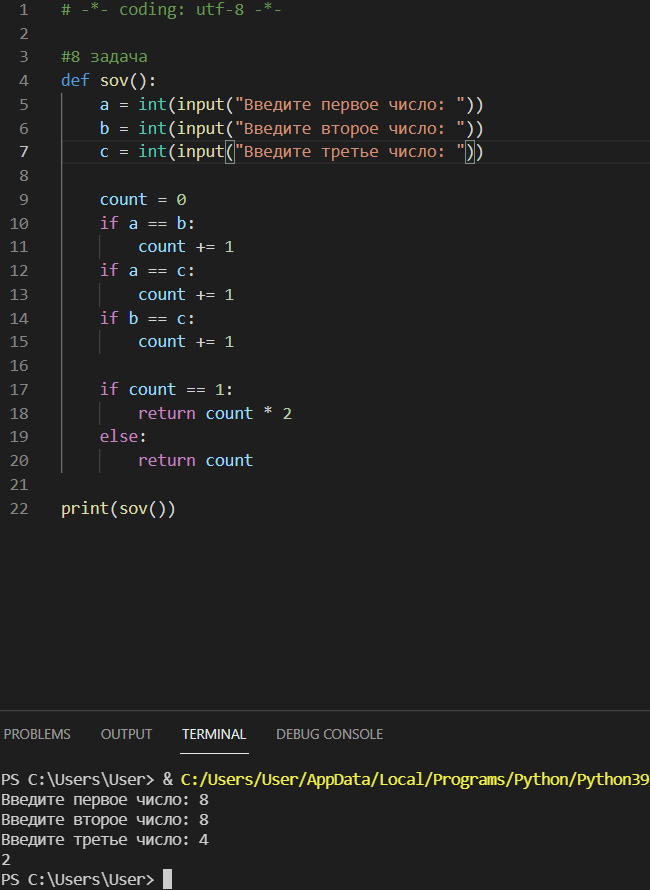 1 # -*- coding: utf-8 -*-
2
3 #8 задача
4 def sov():
5     a = int(input("Введите первое число: "))
6     b = int(input("Введите второе число: "))
7     c = int(input("Введите третье число: "))
8
9     count = 0
10     if a == b:
11         count += 1
12     if a == c:
13         count += 1
14     if b == c:
15         count += 1
16
17     if count == 1:
18         return count * 2
19     else:
20         return count
21
22 print(sov())
PROBLEMS OUTPUT TERMINAL DEBUG CONSOLE
PS C:\Users\User> & C:/Users/User/AppData/Local/Programs/Python/Python39
Введите первое число: 8
Введите второе число: 8
Введите третье число: 4
2
PS C:\Users\User>